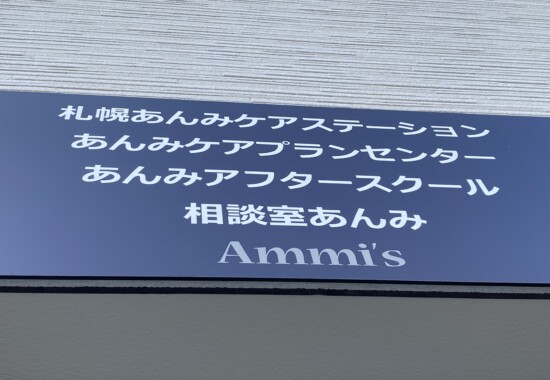 札幌あんみケアステーション
あんみケアプランセンター
あんみアフタースクール
相談室あんみ
Ammi's